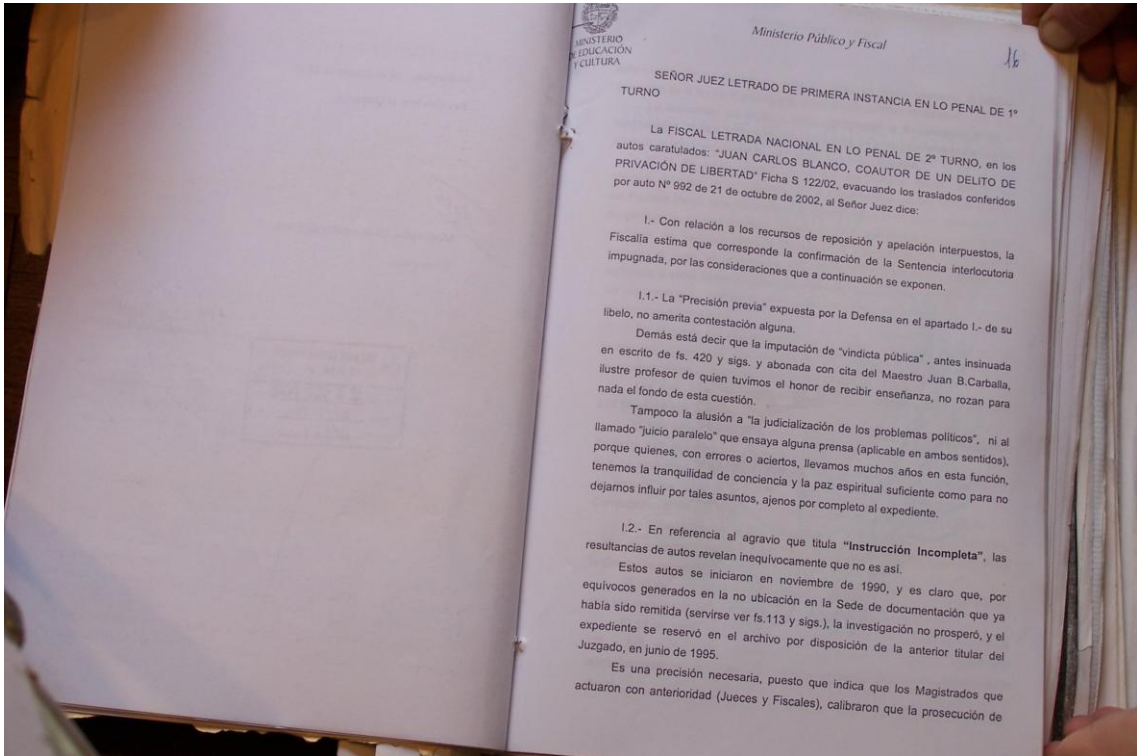 MINISTERIO
DE EDUCACIÓN
Y CULTURA
Ministerio Público y Fiscal
16
SEÑOR JUEZ LETRADO DE PRIMERA INSTANCIA EN LO PENAL DE 1º
TURNO
La FISCAL LETRADA NACIONAL EN LO PENAL DE 2º TURNO, en los
autos caratulados: "JUAN CARLOS BLANCO, COAUTOR DE UN DELITO DE
PRIVACIÓN DE LIBERTAD" Ficha S 122/02, evacuando los traslados conferidos
por auto Nº 992 de 21 de octubre de 2002, al Señor Juez dice:
I.- Con relación a los recursos de reposición y apelación interpuestos, la
Fiscalía estima que corresponde la confirmación de la Sentencia interlocutoria
impugnada, por las consideraciones que a continuación se exponen.
I.1.- La "Precisión previa" expuesta por la Defensa en el apartado I.- de su
libelo, no amerita contestación alguna.
Demás está decir que la imputación de "vindicta pública" , antes insinuada
en escrito de fs. 420 y sigs. y abonada con cita del Maestro Juan B.Carballa,
ilustre profesor de quien tuvimos el honor de recibir enseñanza, no rozan para
nada el fondo de esta cuestión.
Tampoco la alusión a "la judicialización de los problemas políticos", ni al
llamado "juicio paralelo" que ensaya alguna prensa (aplicable en ambos sentidos),
porque quienes, con errores o aciertos, llevamos muchos años en esta función,
tenemos la tranquilidad de conciencia y la paz espiritual suficiente como para no
dejarnos influir por tales asuntos, ajenos por completo al expediente.
I.2.- En referencia al agravio que titula "Instrucción Incompleta", las
resultancias de autos revelan inequívocamente que no es así.
Estos autos se iniciaron en noviembre de 1990, y es claro que, por
equívocos generados en la no ubicación en la Sede de documentación que ya
había sido remitida (servirse ver fs.113 y sigs.), la investigación no prosperó, y el
expediente se reservó en el archivo por disposición de la anterior titular del
Juzgado, en junio de 1995.
Es una precisión necesaria, puesto que indica que los Magistrados que
actuaron con anterioridad (Jueces y Fiscales), calibraron que la prosecución de